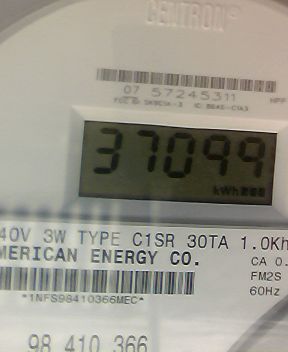 CENTRON®
07 57245311
37099
kWh
40V 3W TYPE C1SR 30TA 1.0Kh
MERICAN ENERGY CO.
CA 0.
FM2S
60Hz
*1NFS98410366MEC*
98 410 366